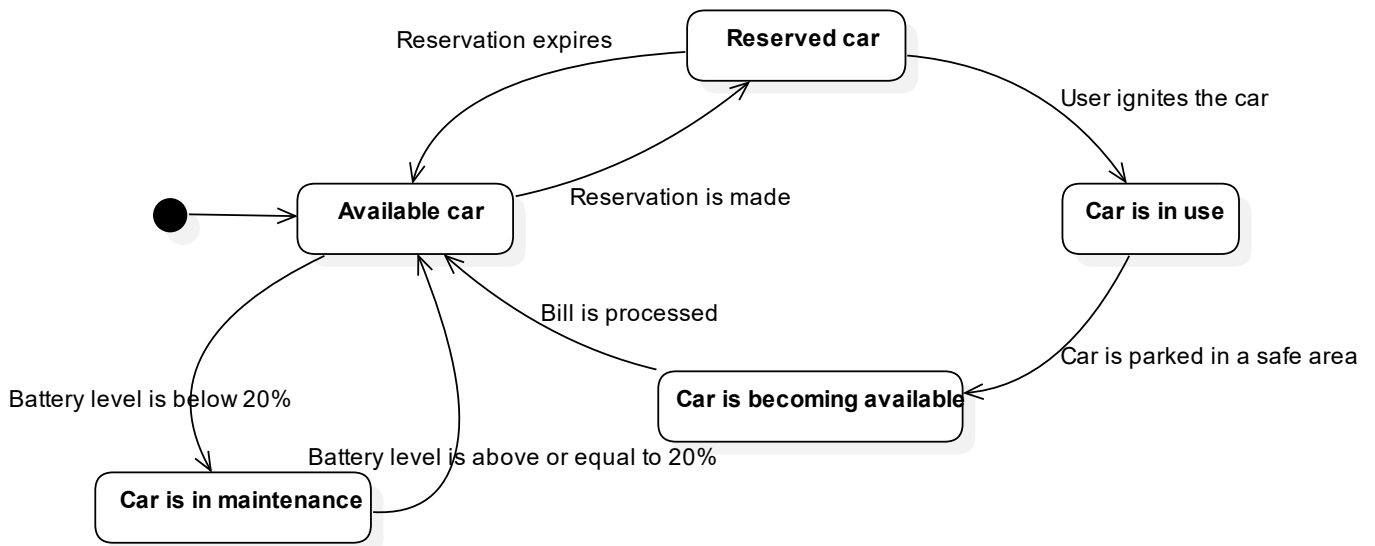 Reserved car
Reservation expires
User ignites the car
Reservation is made
Available car
Car is in use
Bill is processed
Car is parked in a safe area
Car is becoming available
Battery level is below 20%
Battery level is above or equal to 20%
Car is in maintenance